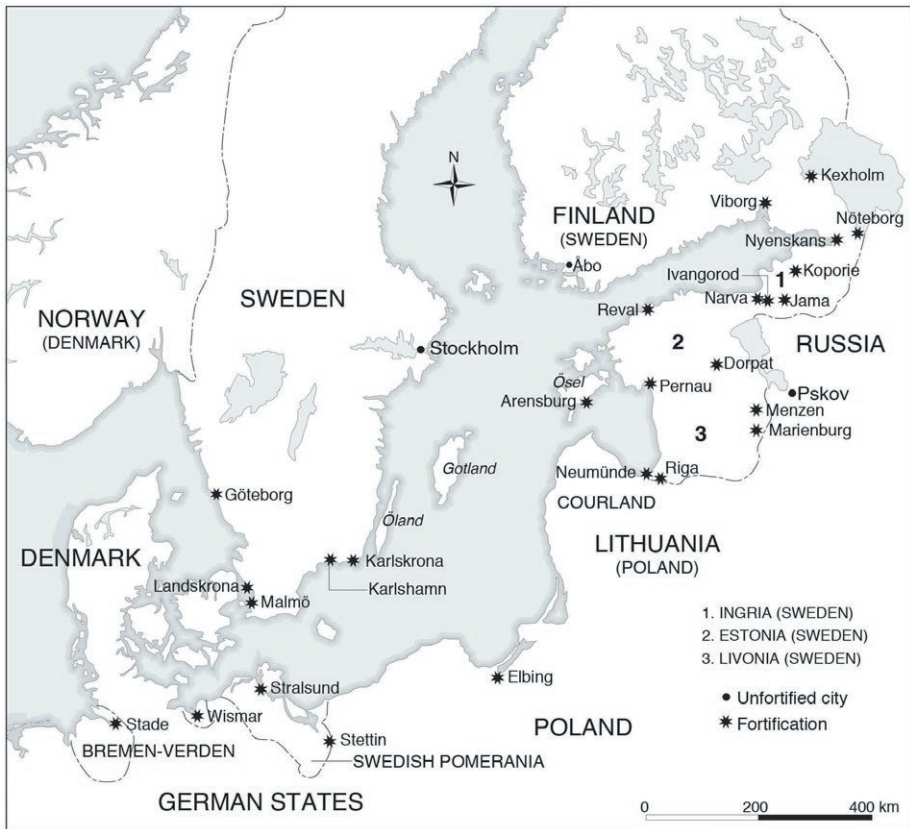 N
Kexholm
FINLAND
(SWEDEN)
Viborg
Nöteborg
Nyenskans
Åbo
Ivangorod
1
Koporie
NORWAY
(DENMARK)
SWEDEN
Narva
Jama
Reval
2
RUSSIA
Stockholm
Dorpat
Ösel
Pernau
Pskov
Arensburg
Menzen
3
Marienburg
Gotland
Neumünde
Riga
Göteborg
COURLAND
Öland
LITHUANIA
(POLAND)
DENMARK
Karlskrona
Landskrona
Karlshamn
Malmö
1. INGRIA (SWEDEN)
2. ESTONIA (SWEDEN)
3. LIVONIA (SWEDEN)
Elbing
Stralsund
Unfortified city
Wismar
Stade
POLAND
Fortification
Stettin
BREMEN-VERDEN
SWEDISH POMERANIA
GERMAN STATES
0 200 400 km